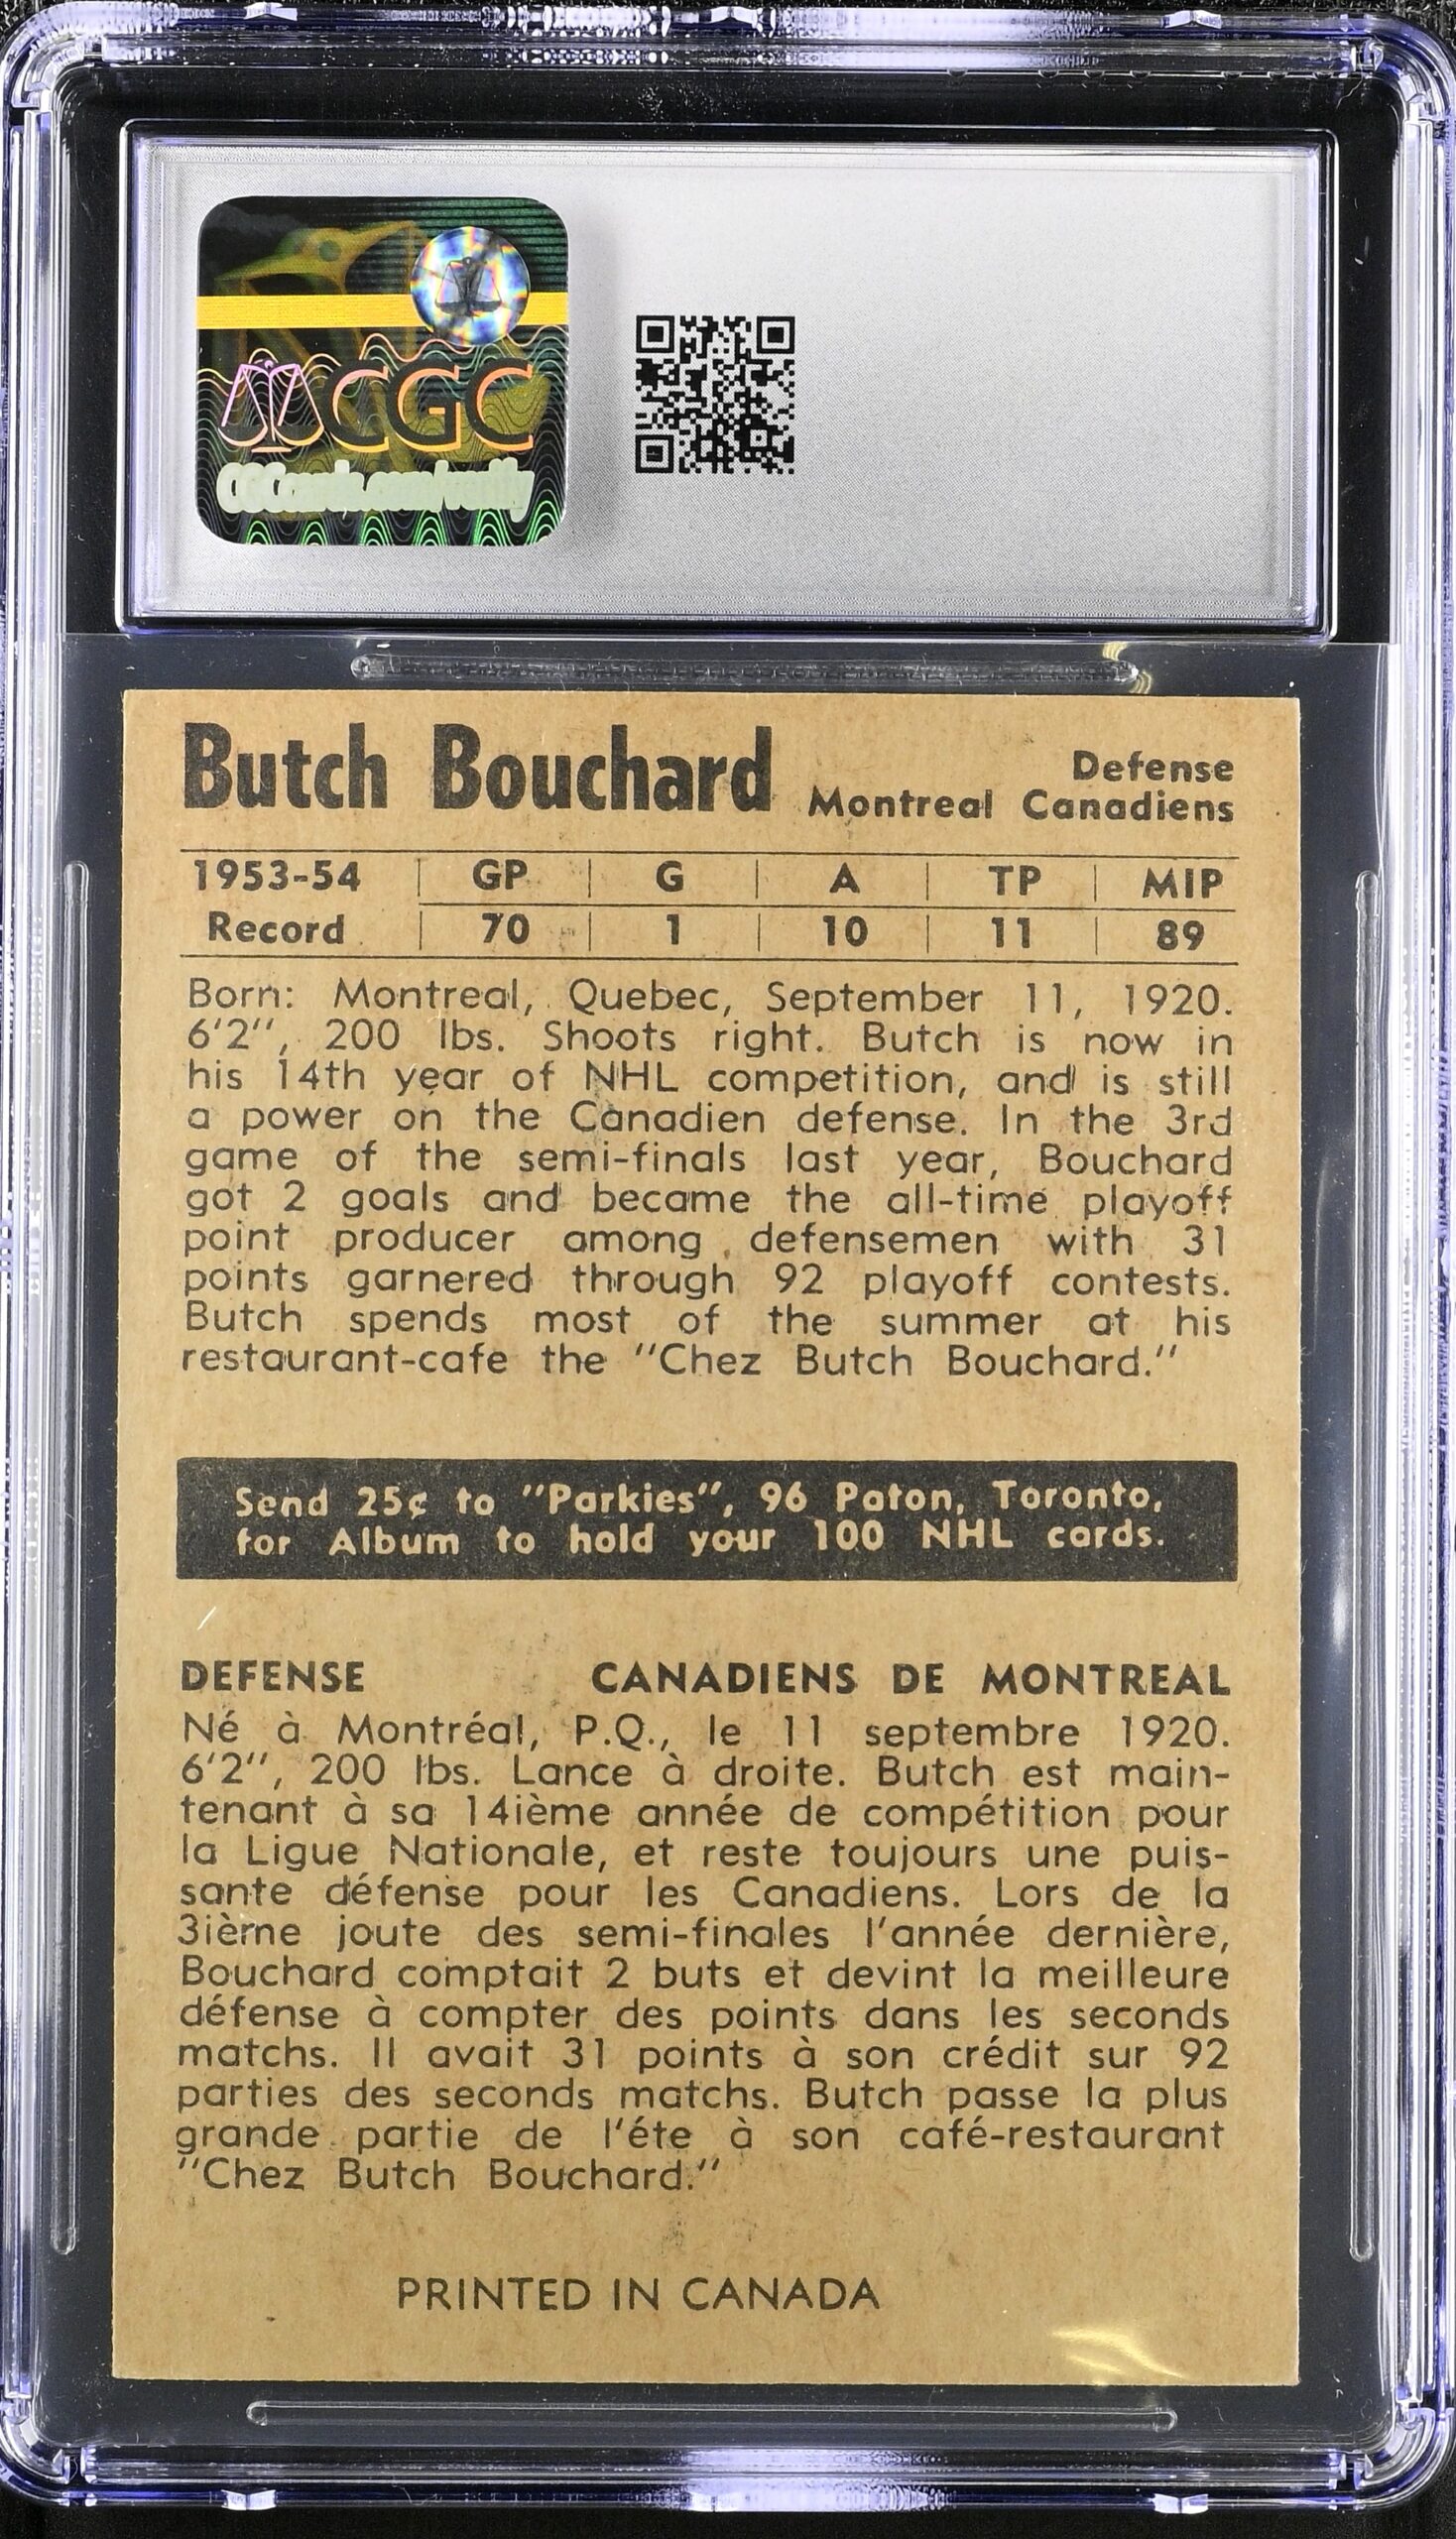 CGC
Butch Bouchard
Defense
Montreal Canadiens
1953-54 GP G A TP MIP
Record 70 1 10 11 89
Born: Montreal, Quebec, September 11, 1920.
6'2", 200 lbs. Shoots right. Butch is now in
his 14th year of NHL competition, and is still
a power on the Canadien defense. In the 3rd
game of the semi-finals last year, Bouchard
got 2 goals and became the all-time playoff
point producer among defensemen with 31
points garnered through 92 playoff contests.
Butch spends most of the summer at his
restaurant-cafe the "Chez Butch Bouchard."
Send 25¢ to "Parkies", 96 Paton, Toronto,
for Album to hold your 100 NHL cards.
DEFENSE CANADIENS DE MONTREAL
Né à Montréal, P.Q., le 11 septembre 1920.
6'2", 200 lbs. Lance à droite. Butch est main-
tenant à sa 14ième année de compétition pour
la Ligue Nationale, et reste toujours une puis-
sante défense pour les Canadiens. Lors de la
3ième joute des semi-finales l'année dernière,
Bouchard comptait 2 buts et devint la meilleure
défense à compter des points dans les seconds
matchs. Il avait 31 points à son crédit sur 92
parties des seconds matchs. Butch passe la plus
grande partie de l'éte à son café-restaurant
"Chez Butch Bouchard."
PRINTED IN CANADA